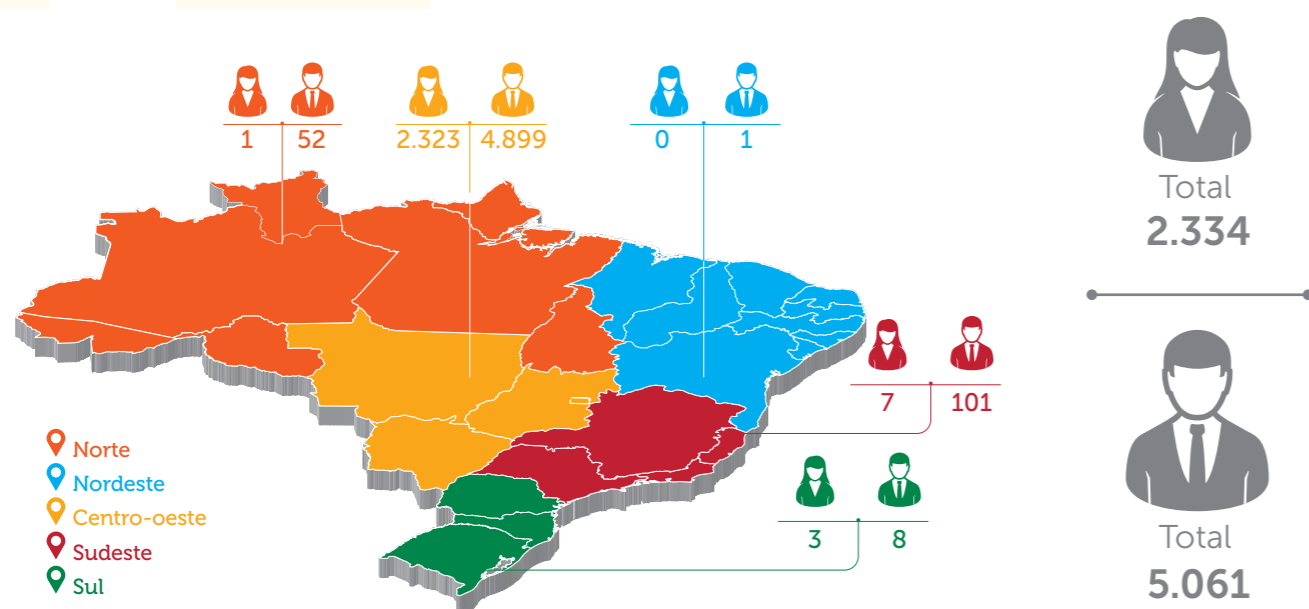 1 52
2.323 4.899
0 1
Total
2.334
7 101
Norte
Nordeste
Centro-oeste
Sudeste
Sul
3 8
Total
5.061